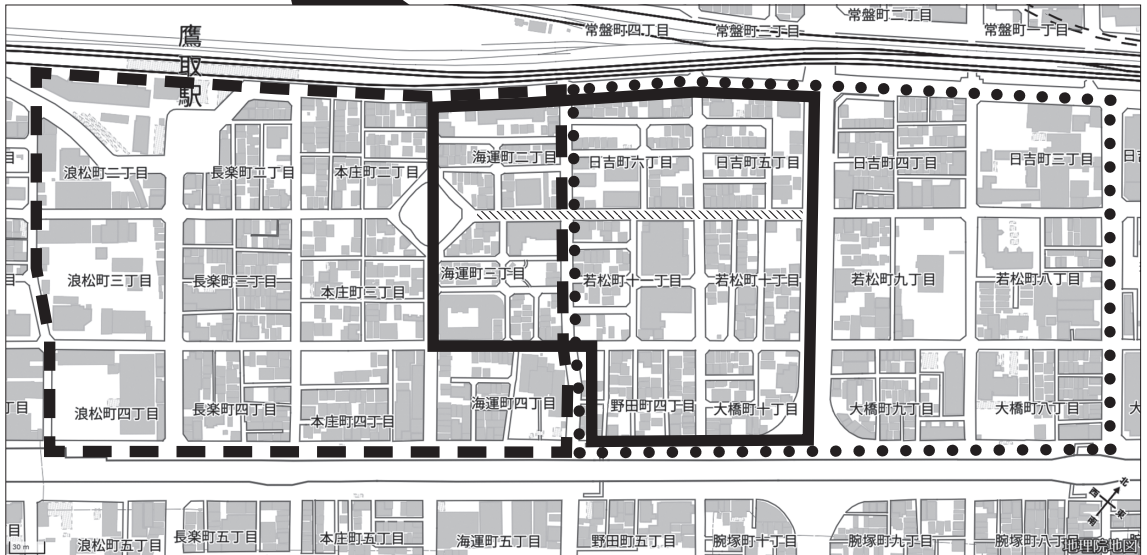 常盤町四丁目
常盤町三丁目
常盤町二丁目
常盤町一丁目
鷹取駅
浪松町二丁目
長楽町二丁目
本庄町二丁目
海運町二丁目
日吉町六丁目
日吉町五丁目
日吉町四丁目
日吉町三丁目
目
浪松町三丁目
長楽町三丁目
本庄町三丁目
海運町三丁目
若松町十一丁目
若松町十丁目
若松町九丁目
若松町八丁目
丁目
浪松町四丁目
長楽町四丁目
本庄町四丁目
海運町四丁目
野田町四丁目
大橋町十丁目
大橋町九丁目
大橋町八丁目
目
浪松町五丁目
長楽町五丁目
本庄町五丁目
海運町五丁目
野田町五丁目
腕塚町十丁目
腕塚町九丁目
腕塚町八丁目
30 m
北
東
南
西
地理院地図